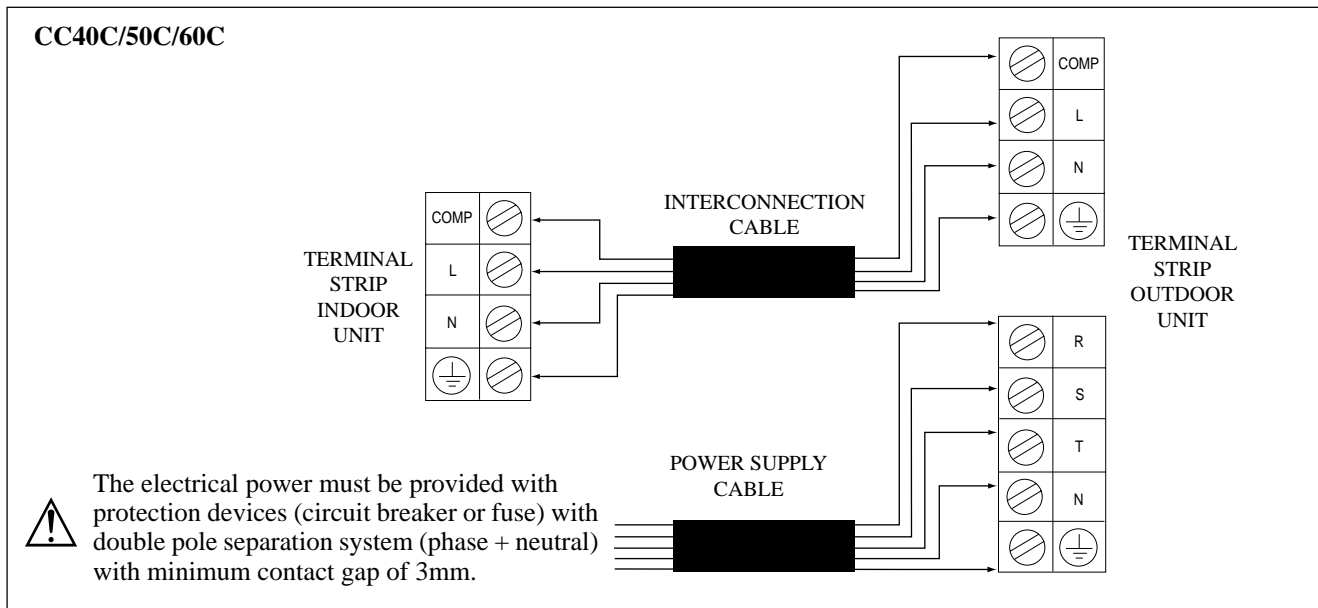 CC40C/50C/60C
COMP
L
N
INTERCONNECTION
CABLE
COMP
L
N
TERMINAL
STRIP
INDOOR
UNIT
TERMINAL
STRIP
OUTDOOR
UNIT
R
S
T
N
POWER SUPPLY
CABLE
The electrical power must be provided with
protection devices (circuit breaker or fuse) with
double pole separation system (phase + neutral)
with minimum contact gap of 3mm.